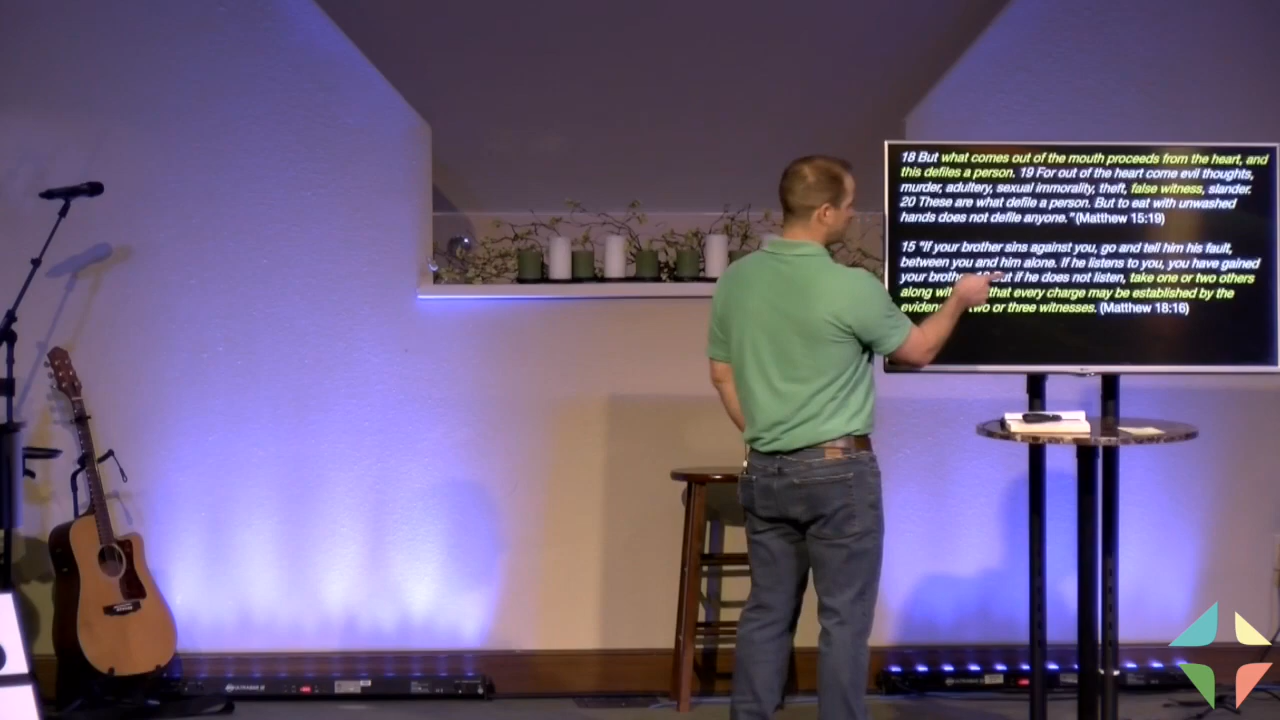 18 But what comes out of the mouth proceeds from the heart, and
this defiles a person. 19 For out of the heart come evil thoughts,
murder, adultery, sexual immorality, theft, false witness, slander.
20 These are what defile a person. But to eat with unwashed
hands does not defile anyone." (Matthew 15:19)
15 "If your brother sins against you, go and tell him his fault,
between you and him alone. If he listens to you, you have gained
your broth 16 But if he does not listen, take one or two others
along wit that every charge may be established by the
eviden two or three witnesses. (Matthew 18:16)